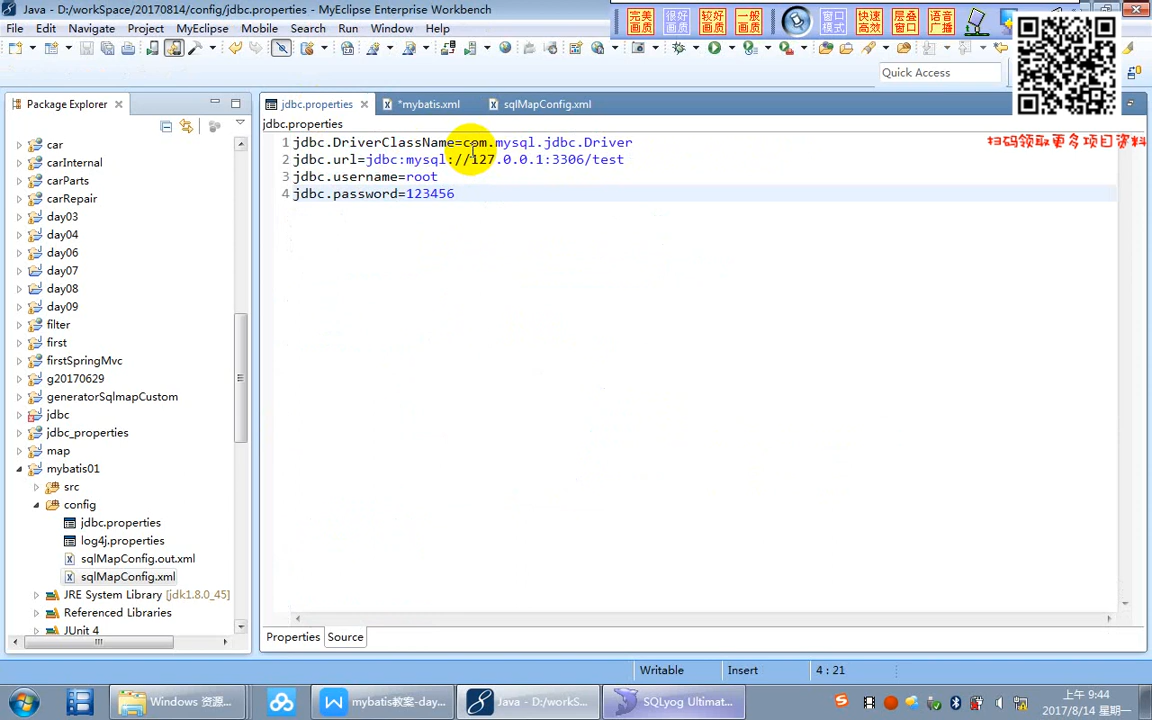 Java - D:/workSpace/20170814/config/jdbc.properties - MyEclipse Enterprise Workbench
File Edit Navigate Project MyEclipse Mobile Search Run Window Help
完美画质 很好画质 较好画质 一般画质 窗口模式 快速高效 层叠窗口 语音广播
Quick Access
扫码领取更多项目资料
Package Explorer
car
carInternal
carParts
carRepair
day03
day04
day06
day07
day08
day09
filter
first
firstSpringMvc
g20170629
generatorSqlmapCustom
jdbc
jdbc_properties
map
mybatis01
src
config
jdbc.properties
log4j.properties
sqlMapConfig.out.xml
sqlMapConfig.xml
JRE System Library [jdk1.8.0_45]
Referenced Libraries
JUnit 4
jdbc.properties *mybatis.xml sqlMapConfig.xml
jdbc.properties
1 jdbc.DriverClassName=com.mysql.jdbc.Driver
2 jdbc.url=jdbc:mysql://127.0.0.1:3306/test
3 jdbc.username=root
4 jdbc.password=123456
Properties Source
Writable Insert 4 : 21
Windows 资源... mybatis教案-day... Java - D:/workS... SQLyog Ultimat...
上午 9:44
2017/8/14 星期一